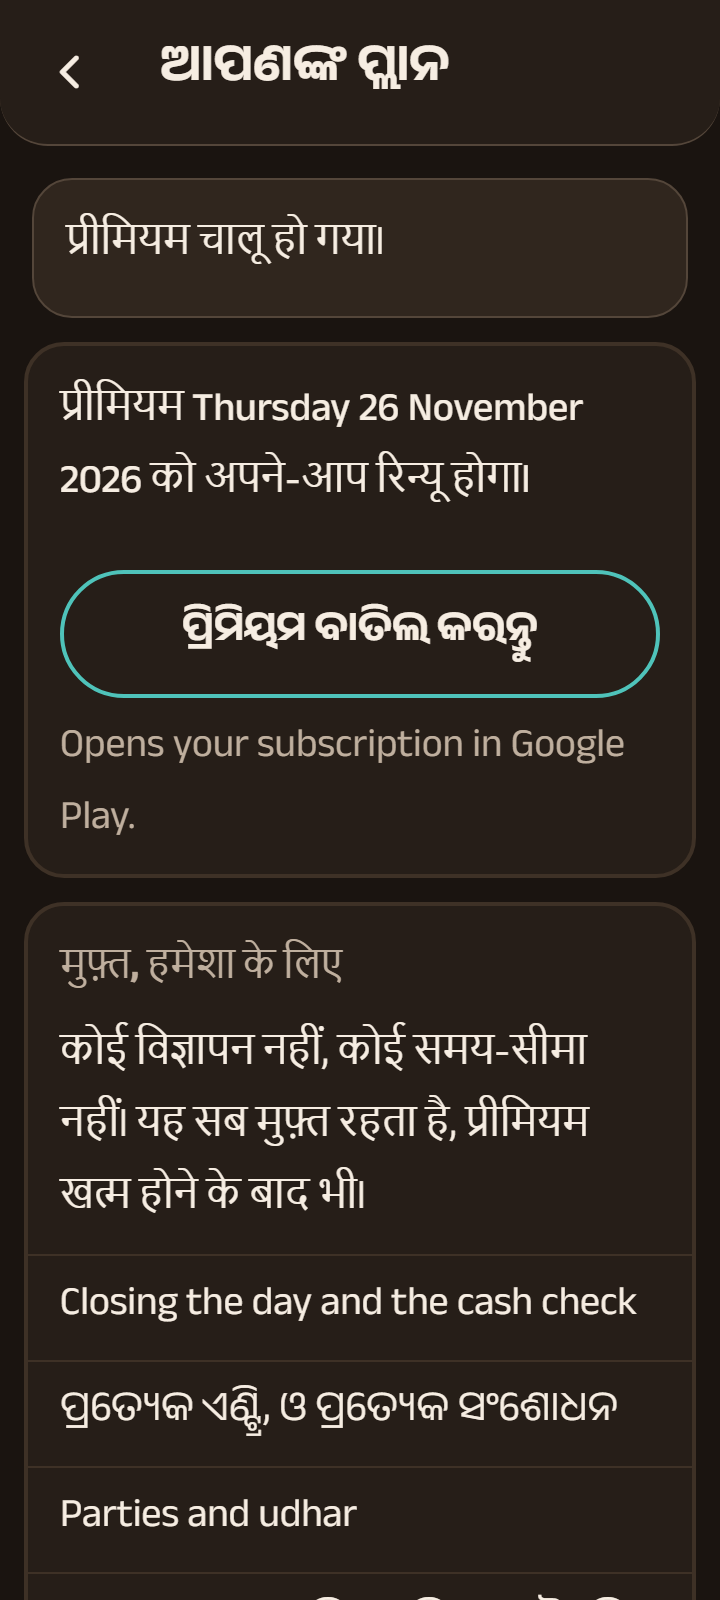 ଆପଣଙ୍କ ପ୍ଲାନ
प्रीमियम चालू हो गया।
प्रीमियम Thursday 26 November
2026 को अपने-आप रिन्यू होगा।
ପ୍ରିମିୟମ ବାତିଲ କରନ୍ତୁ
Opens your subscription in Google
Play.
मुफ़्त, हमेशा के लिए
कोई विज्ञापन नहीं, कोई समय-सीमा
नहीं। यह सब मुफ़्त रहता है, प्रीमियम
खत्म होने के बाद भी।
Closing the day and the cash check
ପ୍ରତ୍ୟେକ ଏଣ୍ଟ୍ରି, ଓ ପ୍ରତ୍ୟେକ ସଂଶୋଧନ
Parties and udhar